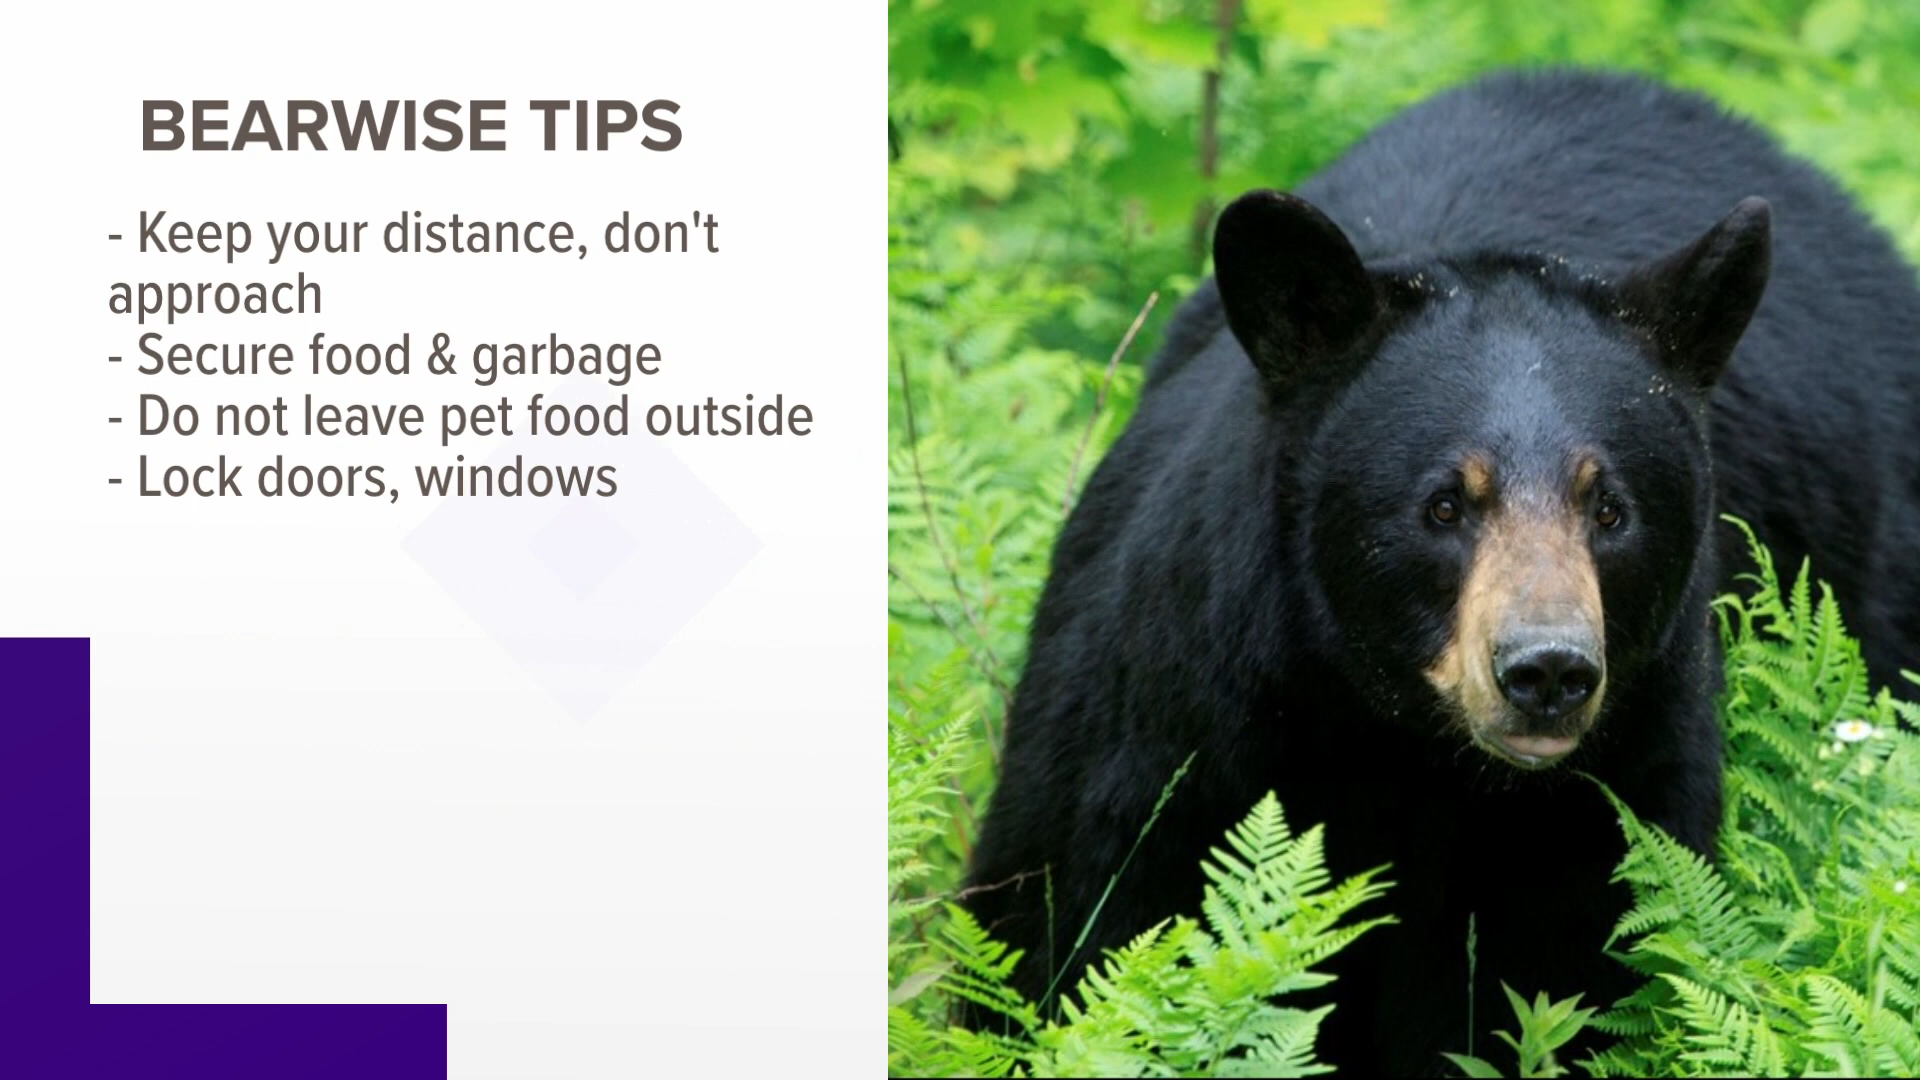 BEARWISE TIPS
- Keep your distance, don't
approach
- Secure food & garbage
- Do not leave pet food outside
- Lock doors, windows